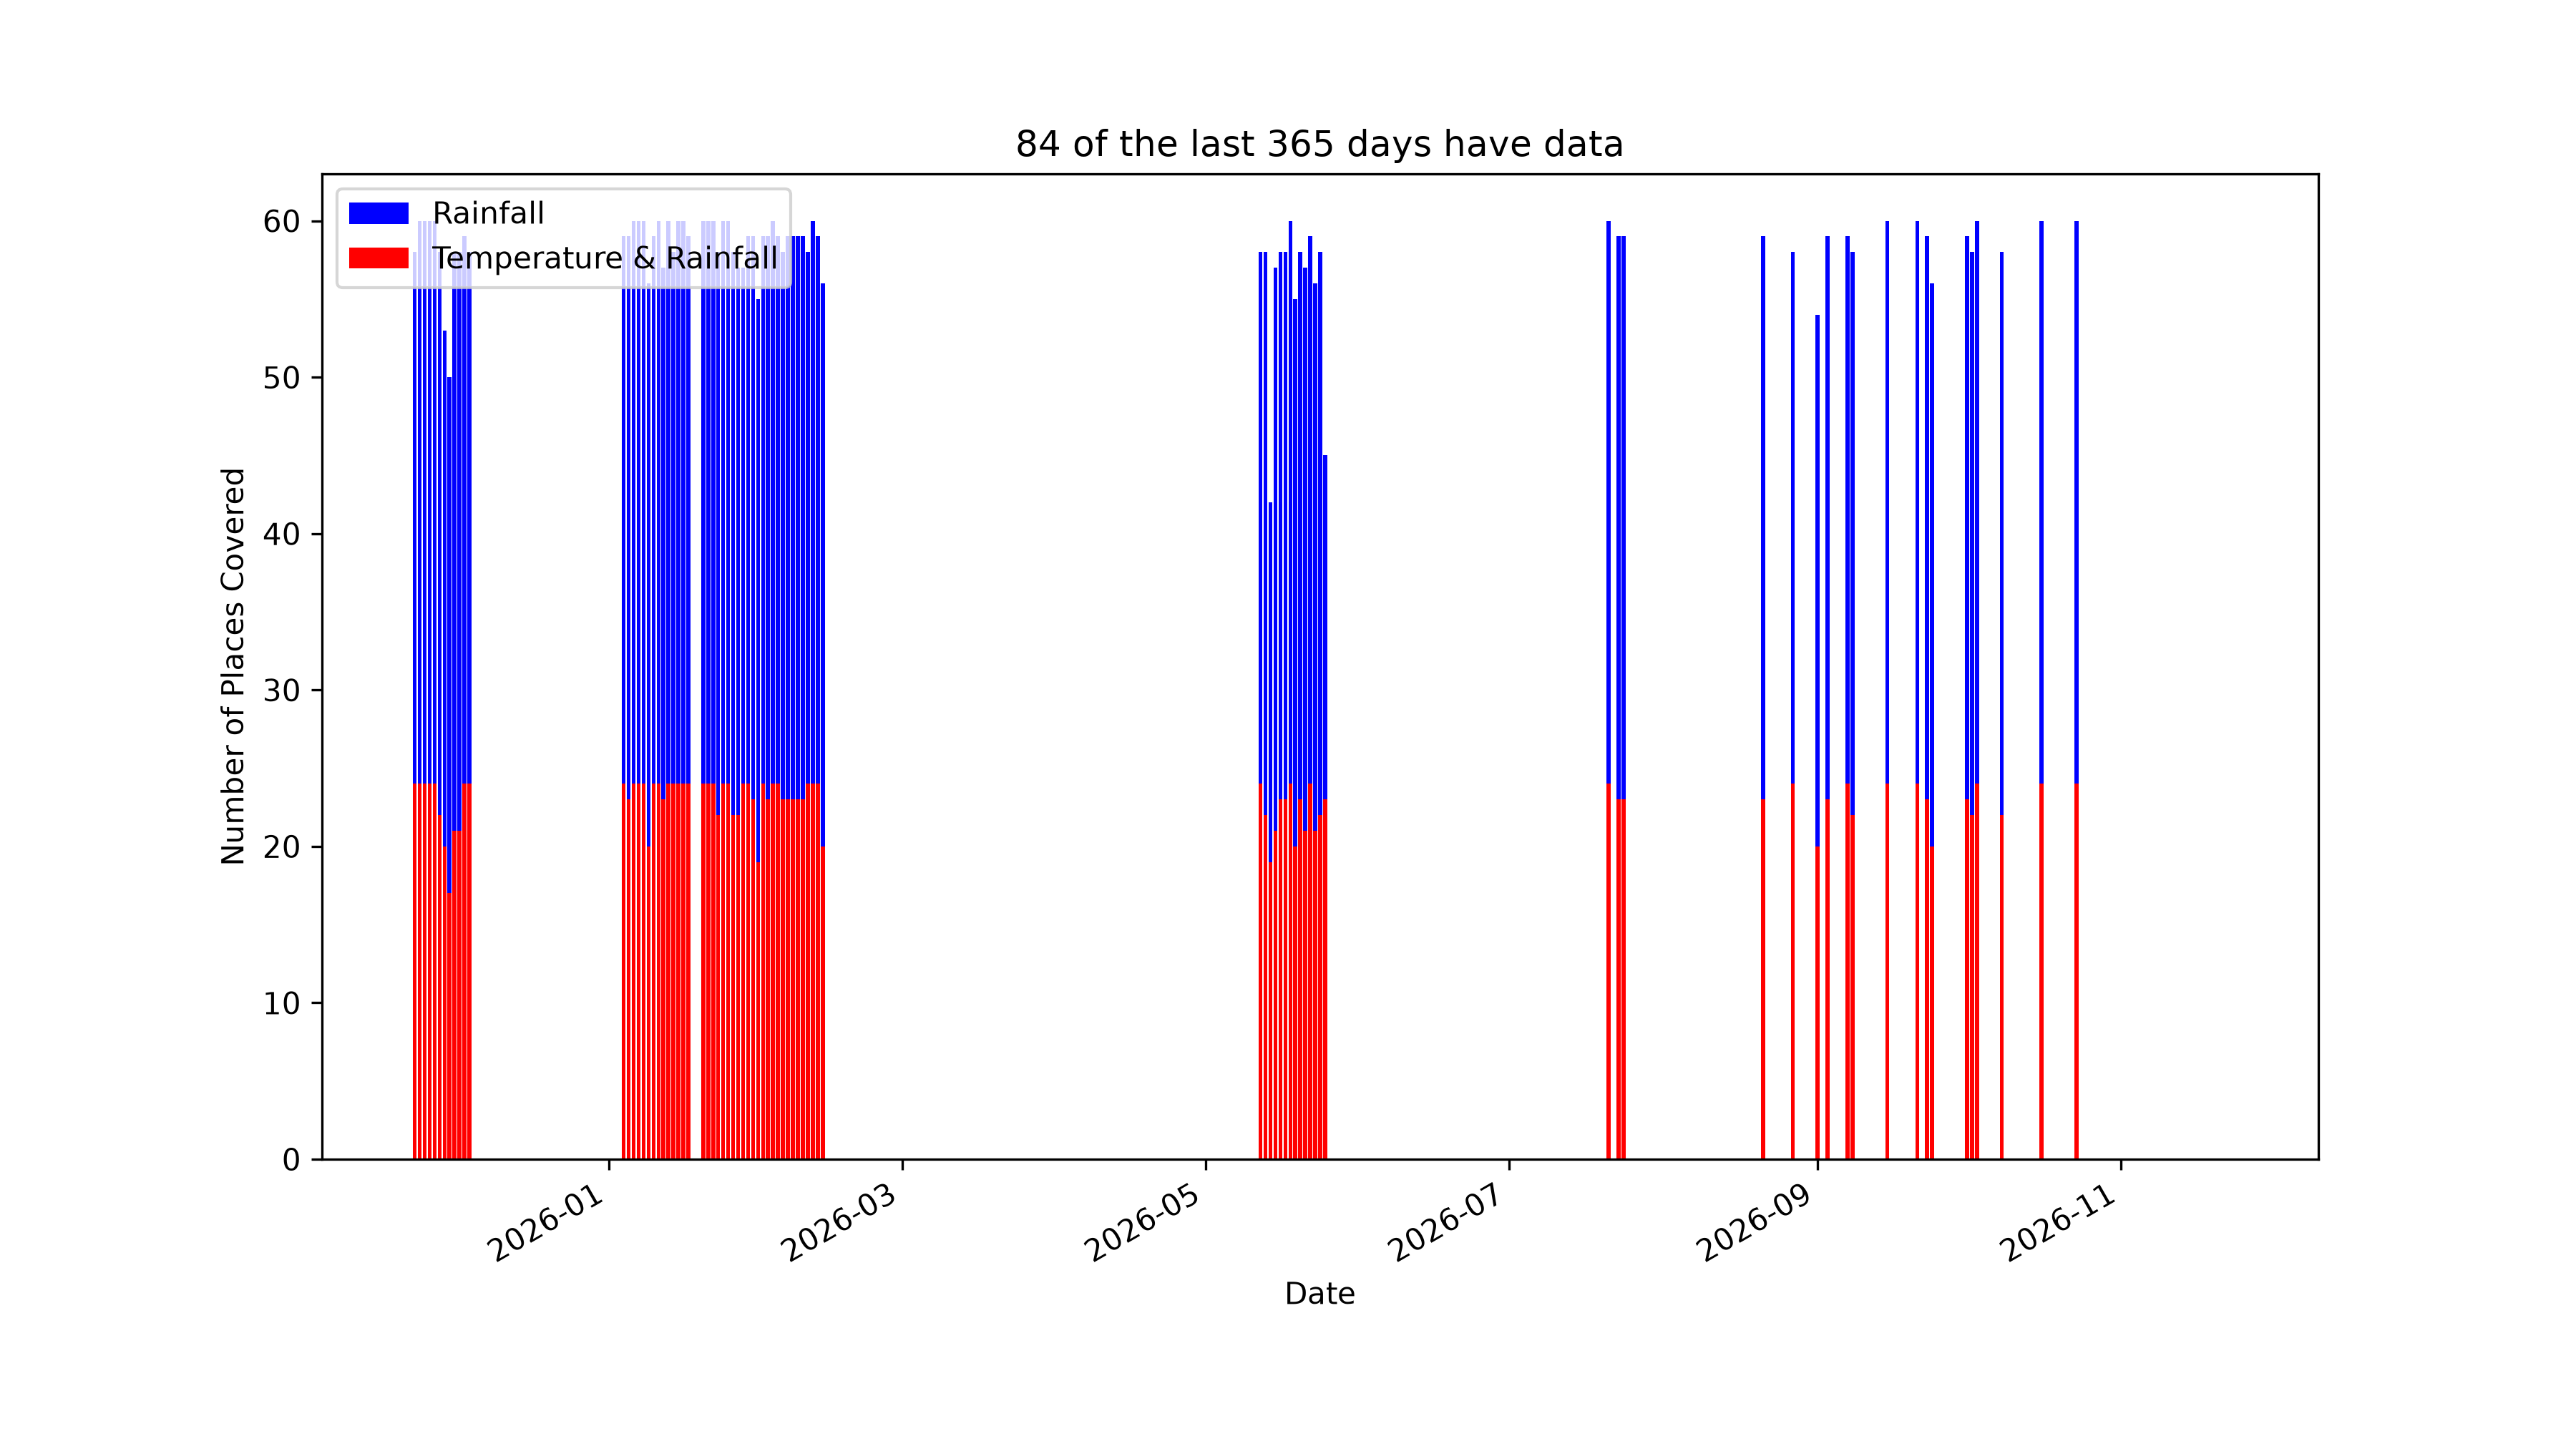 84 of the last 365 days have data
Rainfall
Temperature & Rainfall
60
50
40
30
20
10
0
Number of Places Covered
2026-01
2026-03
2026-05
2026-07
2026-09
2026-11
Date